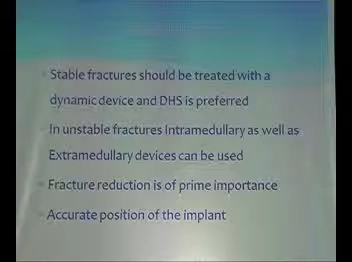 Stable fractures should be treated with a
dynamic device and DHS is preferred
In unstable fractures Intramedullary as well as
Extramedullary devices can be used
Fracture reduction is of prime importance
Accurate position of the implant